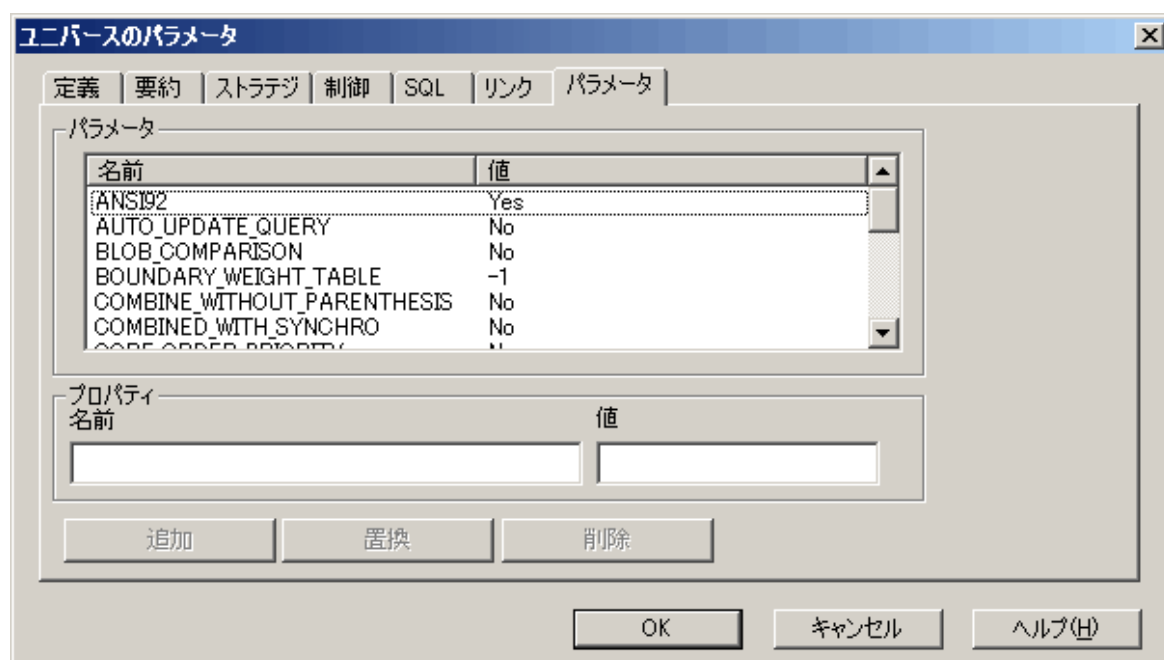 ユニバースのパラメータ
定義 要約 ストラテジ 制御 SQL リンク パラメータ
パラメータ
名前 値
ANSI92 Yes
AUTO_UPDATE_QUERY No
BLOB_COMPARISON No
BOUNDARY_WEIGHT_TABLE -1
COMBINE_WITHOUT_PARENTHESIS No
COMBINED_WITH_SYNCHRO No
プロパティ
名前 値
追加 置換 削除
OK キャンセル ヘルプ(H)